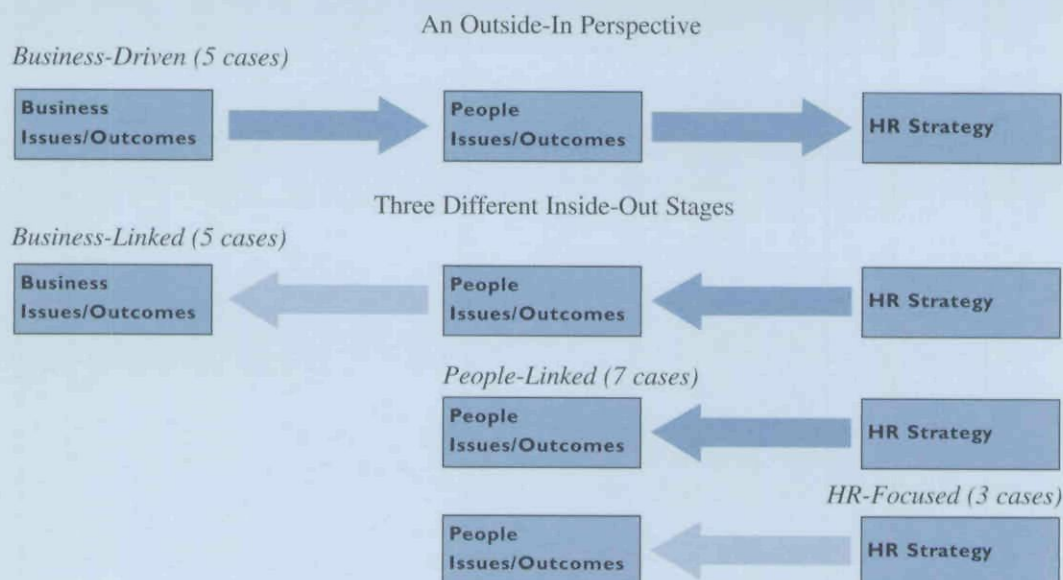 An Outside-In Perspective
Business-Driven (5 cases)
Business
Issues/Outcomes
People
Issues/Outcomes
HR Strategy
Three Different Inside-Out Stages
Business-Linked (5 cases)
Business
Issues/Outcomes
People
Issues/Outcomes
HR Strategy
People-Linked (7 cases)
People
Issues/Outcomes
HR Strategy
HR-Focused (3 cases)
People
Issues/Outcomes
HR Strategy